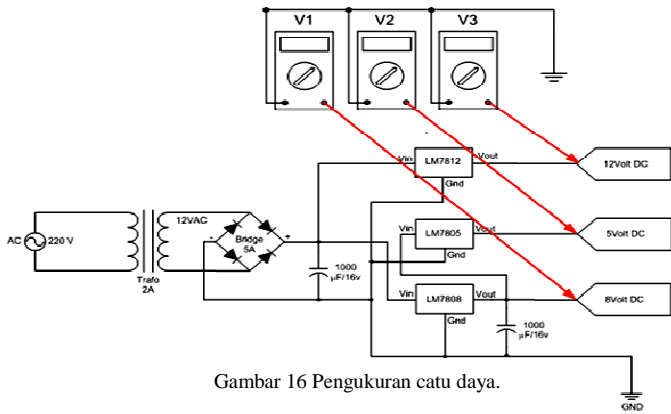 V1 V2 V3
Vin LM7812 Vout 12Volt DC
Gnd
12VAC
AC 220 V
- Bridge 5A +
Vin LM7805 Vout 5Volt DC
Gnd
Trafo
2A
1000
µF/16v
Vin LM7808 Vout 8Volt DC
Gnd
1000
µF/16v
Gambar 16 Pengukuran catu daya.
GND